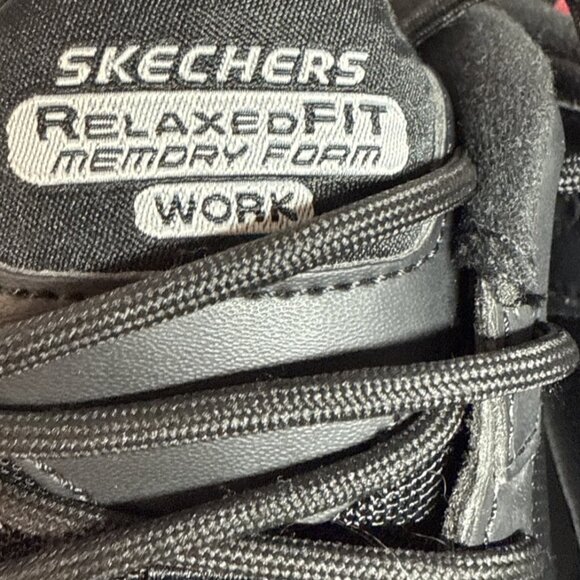 SKECHERS
RELAXED FIT
MEMORY FOAM
WORK